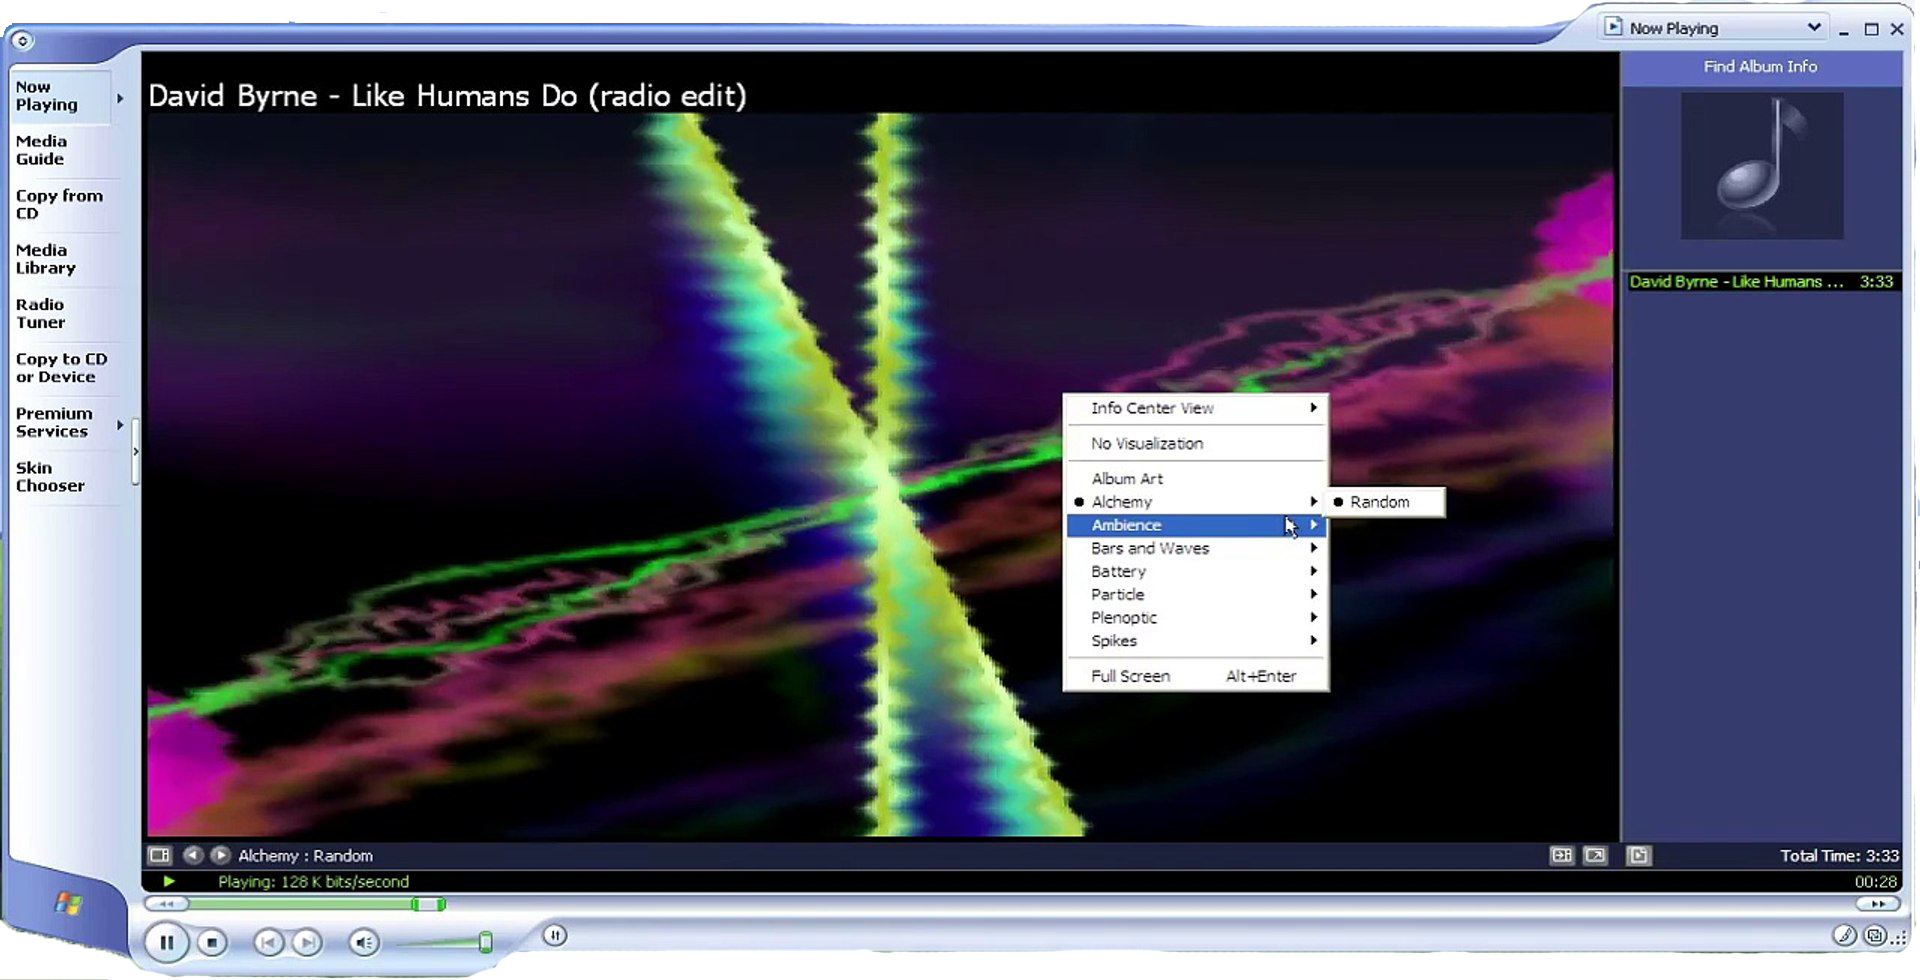 Now Playing
Now
Playing
Media
Guide
Copy from
CD
Media
Library
Radio
Tuner
Copy to CD
or Device
Premium
Services
Skin
Chooser
David Byrne - Like Humans Do (radio edit)
Find Album Info
David Byrne - Like Humans ... 3:33
Info Center View
No Visualization
Album Art
Alchemy
Random
Ambience
Bars and Waves
Battery
Particle
Plenoptic
Spikes
Full Screen Alt+Enter
Alchemy : Random
Total Time: 3:33
Playing: 128 K bits/second
00:28